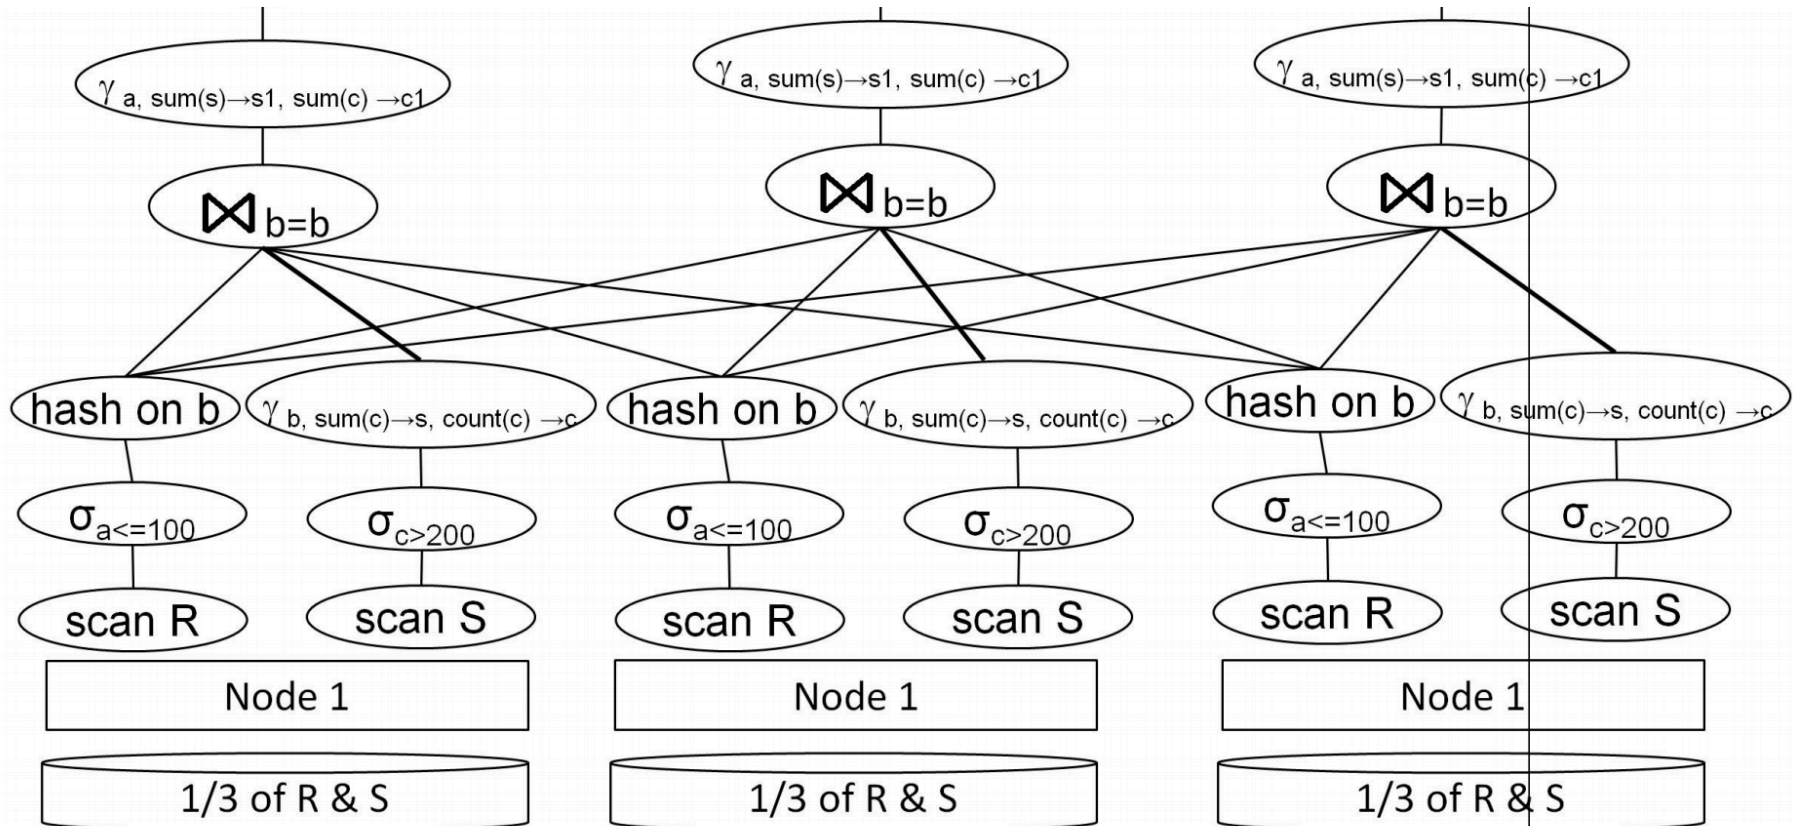 γ a, sum(s)→s1, sum(c) →c1
γ a, sum(s)→s1, sum(c) →c1
γ a, sum(s)→s1, sum(c) →c1
⋈ b=b
⋈ b=b
⋈ b=b
hash on b
γ b, sum(c)→s, count(c) →c
hash on b
γ b, sum(c)→s, count(c) →c
hash on b
γ b, sum(c)→s, count(c) →c
σa<=100
σc>200
σa<=100
σc>200
σa<=100
σc>200
scan R
scan S
scan R
scan S
scan R
scan S
Node 1
Node 1
Node 1
1/3 of R & S
1/3 of R & S
1/3 of R & S